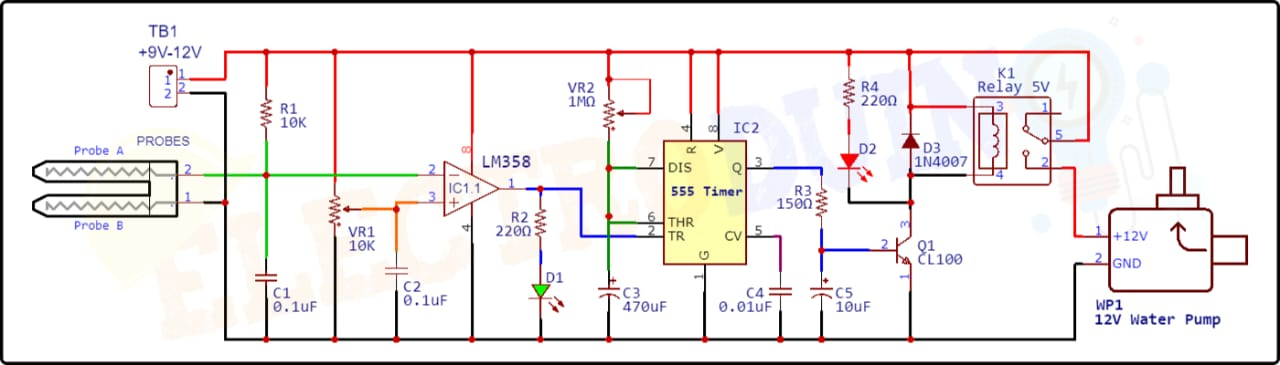 TB1
+9V-12V
1 1
2 2
PROBES
Probe A
2
1
Probe B
R1
10K
C1
0.1uF
VR1
10K
C2
0.1uF
2
3
8
4
1
LM358
IC1.1
R2
220Ω
D1
VR2
1MΩ
C3
470uF
IC2
4
8
R
V
7
DIS
Q
3
555 Timer
6
THR
2
TR
CV
5
G
1
C4
0.01uF
R3
150Ω
C5
10uF
R4
220Ω
D2
D3
1N4007
2
3
1
Q1
CL100
K1
Relay 5V
3
4
1
5
2
1
+12V
2
GND
WP1
12V Water Pump
ELECTRODUINO